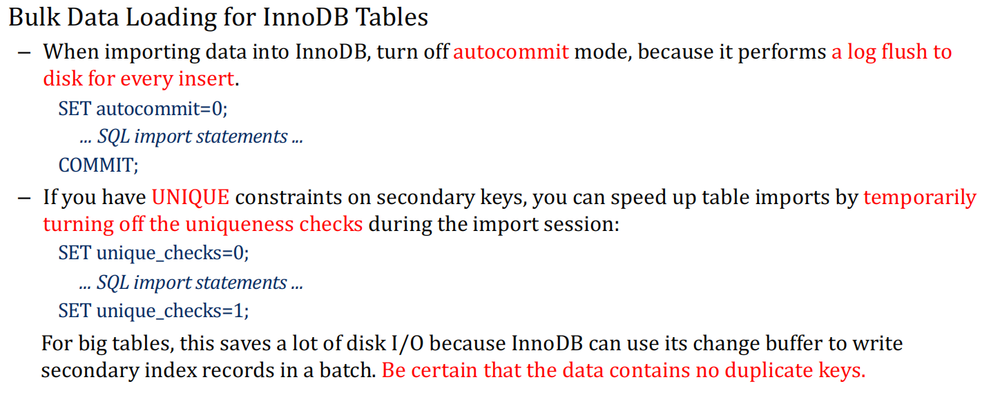 Bulk Data Loading for InnoDB Tables
– When importing data into InnoDB, turn off autocommit mode, because it performs a log flush to
disk for every insert.
SET autocommit=0;
... SQL import statements ...
COMMIT;
– If you have UNIQUE constraints on secondary keys, you can speed up table imports by temporarily
turning off the uniqueness checks during the import session:
SET unique_checks=0;
... SQL import statements ...
SET unique_checks=1;
For big tables, this saves a lot of disk I/O because InnoDB can use its change buffer to write
secondary index records in a batch. Be certain that the data contains no duplicate keys.